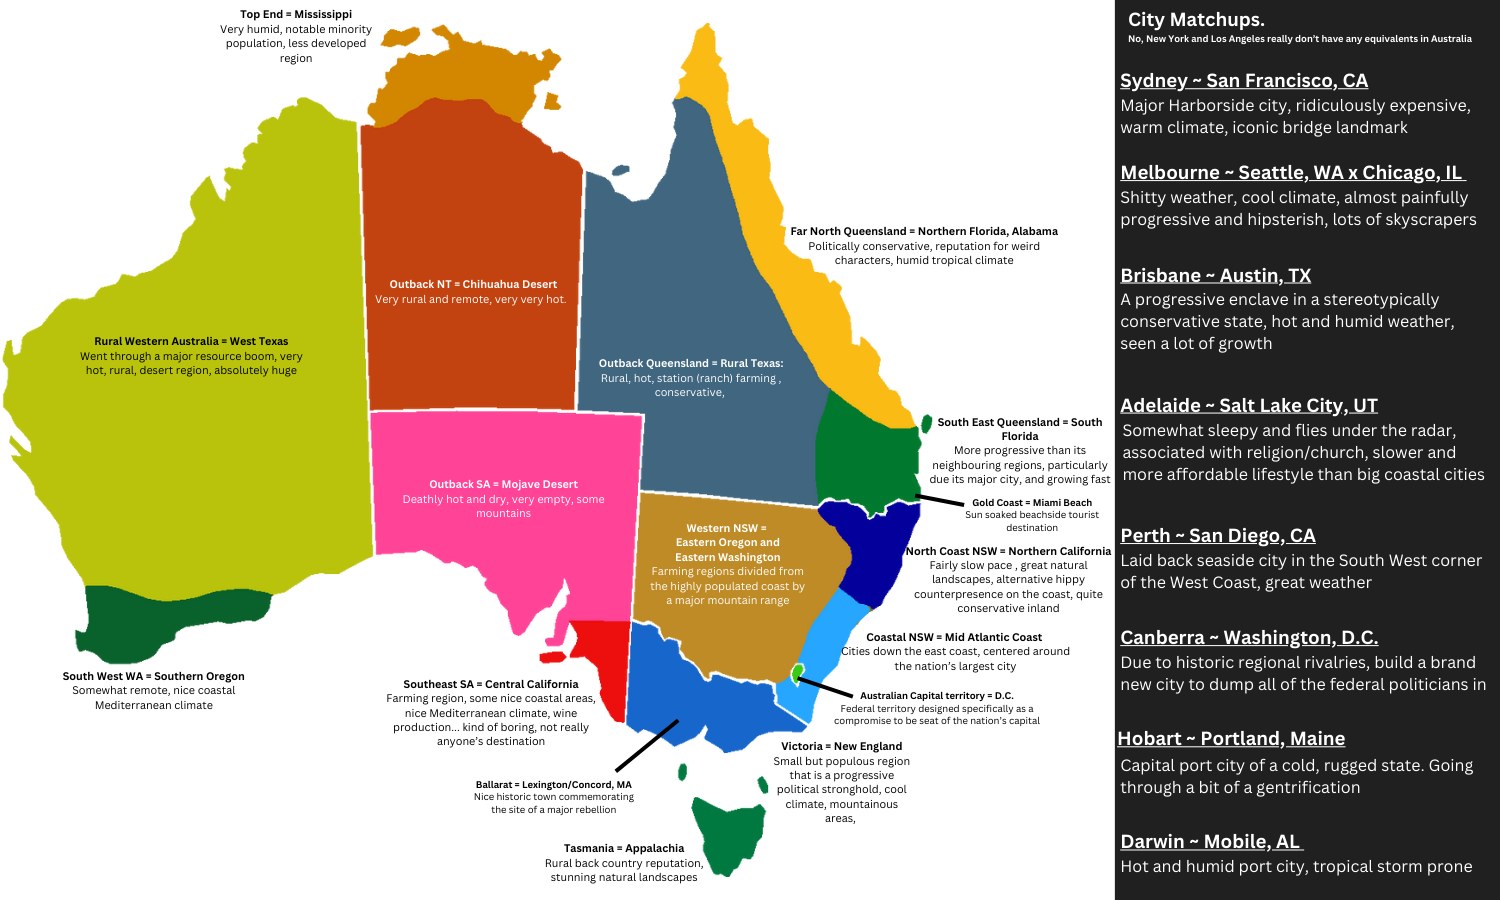 Top End = Mississippi
Very humid, notable minority
population, less developed
region
Far North Queensland = Northern Florida, Alabama
Politically conservative, reputation for weird
characters, humid tropical climate
Outback NT = Chihuahua Desert
Very rural and remote, very very hot.
Rural Western Australia = West Texas
Went through a major resource boom, very
hot, rural, desert region, absolutely huge
Outback Queensland = Rural Texas:
Rural, hot, station (ranch) farming ,
conservative,
South East Queensland = South
Florida
More progressive than its
neighbouring regions, particularly
due its major city, and growing fast
Outback SA = Mojave Desert
Deathly hot and dry, very empty, some
mountains
Gold Coast = Miami Beach
Sun soaked beachside tourist
destination
Western NSW =
Eastern Oregon and
Eastern Washington
Farming regions divided from
the highly populated coast by
a major mountain range
North Coast NSW = Northern California
Fairly slow pace , great natural
landscapes, alternative hippy
counterpresence on the coast, quite
conservative inland
Coastal NSW = Mid Atlantic Coast
Cities down the east coast, centered around
the nation's largest city
South West WA = Southern Oregon
Somewhat remote, nice coastal
Mediterranean climate
Southeast SA = Central California
Farming region, some nice coastal areas,
nice Mediterranean climate, wine
production... kind of boring, not really
anyone's destination
Australian Capital territory = D.C.
Federal territory designed specifically as a
compromise to be seat of the nation's capital
Victoria = New England
Small but populous region
that is a progressive
political stronghold, cool
climate, mountainous
areas,
Ballarat = Lexington/Concord, MA
Nice historic town commemorating
the site of a major rebellion
Tasmania = Appalachia
Rural back country reputation,
stunning natural landscapes
City Matchups.
No, New York and Los Angeles really don't have any equivalents in Australia
Sydney ~ San Francisco, CA
Major Harborside city, ridiculously expensive,
warm climate, iconic bridge landmark
Melbourne ~ Seattle, WA x Chicago, IL
Shitty weather, cool climate, almost painfully
progressive and hipsterish, lots of skyscrapers
Brisbane ~ Austin, TX
A progressive enclave in a stereotypically
conservative state, hot and humid weather,
seen a lot of growth
Adelaide ~ Salt Lake City, UT
Somewhat sleepy and flies under the radar,
associated with religion/church, slower and
more affordable lifestyle than big coastal cities
Perth ~ San Diego, CA
Laid back seaside city in the South West corner
of the West Coast, great weather
Canberra ~ Washington, D.C.
Due to historic regional rivalries, build a brand
new city to dump all of the federal politicians in
Hobart ~ Portland, Maine
Capital port city of a cold, rugged state. Going
through a bit of a gentrification
Darwin ~ Mobile, AL
Hot and humid port city, tropical storm prone